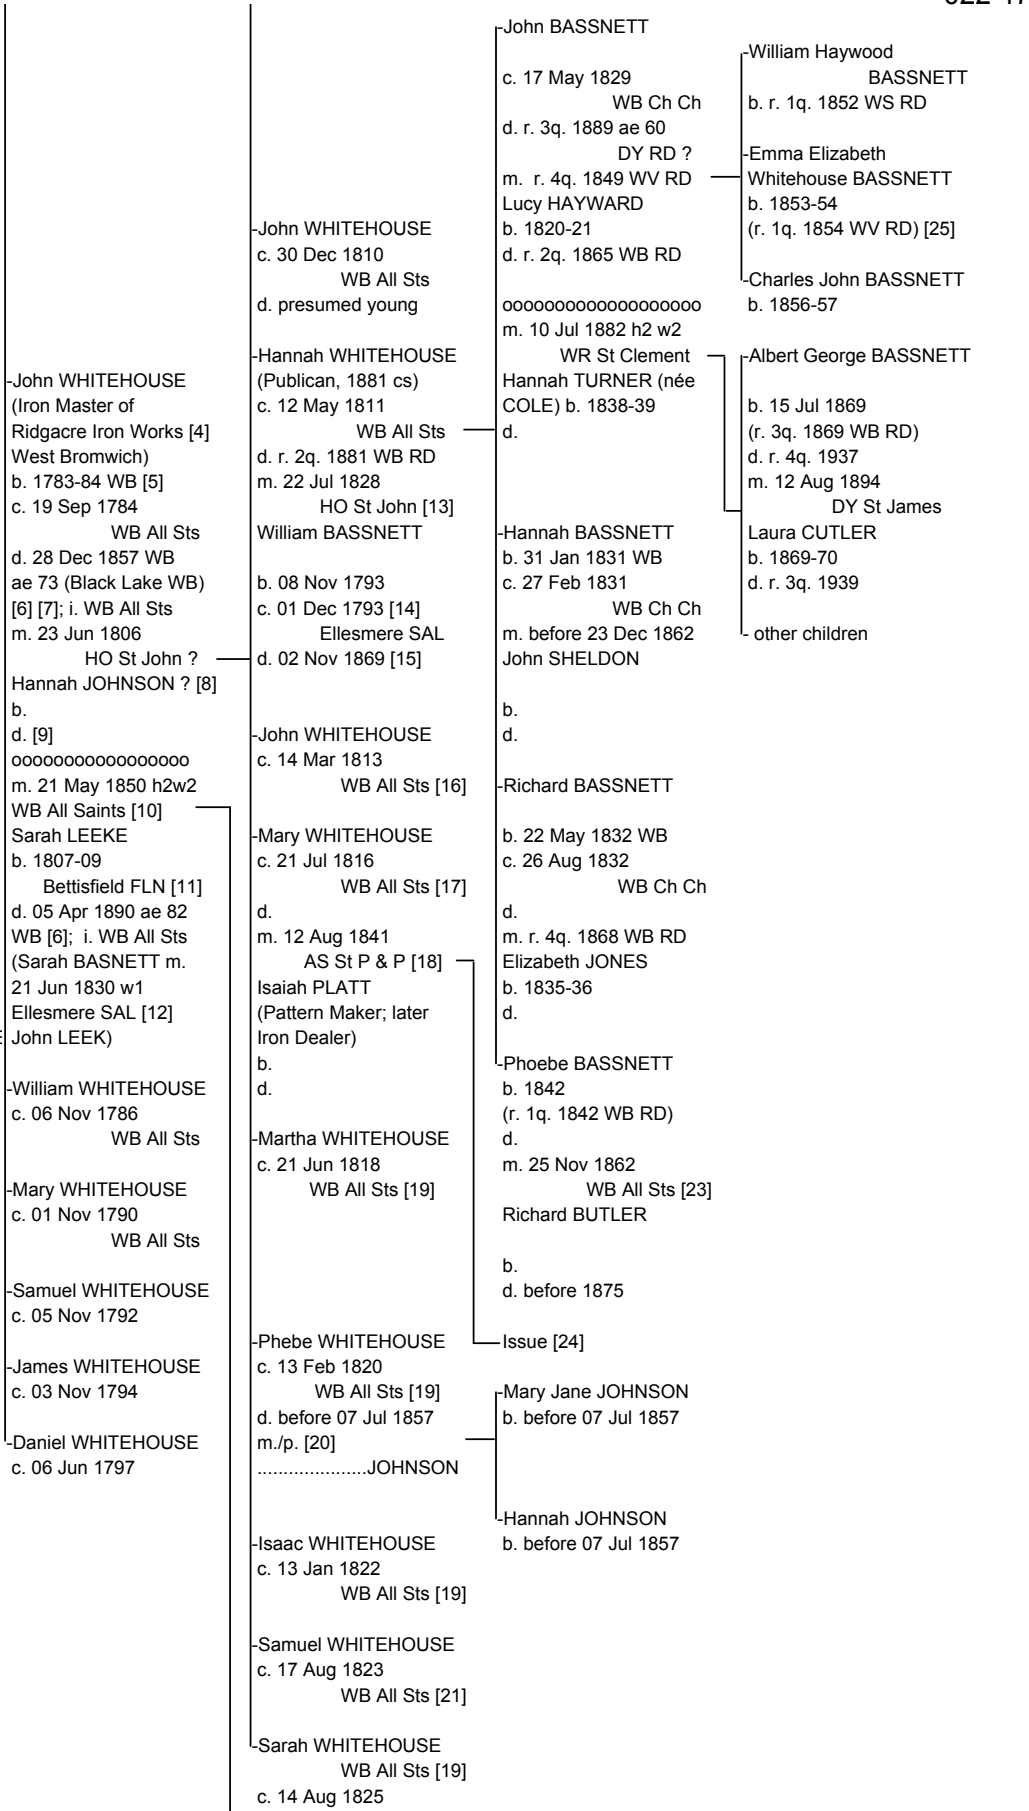 -John WHITEHOUSE
(Iron Master of
Ridgacre Iron Works [4]
West Bromwich)
b. 1783-84 WB [5]
c. 19 Sep 1784
WB All Sts
d. 28 Dec 1857 WB
ae 73 (Black Lake WB)
[6] [7]; i. WB All Sts
m. 23 Jun 1806
HO St John ?
Hannah JOHNSON ? [8]
b.
d. [9]
ooooooooooooooooo
m. 21 May 1850 h2w2
WB All Saints [10]
Sarah LEEKE
b. 1807-09
Bettisfield FLN [11]
d. 05 Apr 1890 ae 82
WB [6]; i. WB All Sts
(Sarah BASNETT m.
21 Jun 1830 w1
Ellesmere SAL [12]
John LEEK)
-William WHITEHOUSE
c. 06 Nov 1786
WB All Sts
-Mary WHITEHOUSE
c. 01 Nov 1790
WB All Sts
-Samuel WHITEHOUSE
c. 05 Nov 1792
-James WHITEHOUSE
c. 03 Nov 1794
-Daniel WHITEHOUSE
c. 06 Jun 1797
-John WHITEHOUSE
c. 30 Dec 1810
WB All Sts
d. presumed young
-Hannah WHITEHOUSE
(Publican, 1881 cs)
c. 12 May 1811
WB All Sts
d. r. 2q. 1881 WB RD
m. 22 Jul 1828
HO St John [13]
William BASSNETT
b. 08 Nov 1793
c. 01 Dec 1793 [14]
Ellesmere SAL
d. 02 Nov 1869 [15]
-John WHITEHOUSE
c. 14 Mar 1813
WB All Sts [16]
-Mary WHITEHOUSE
c. 21 Jul 1816
WB All Sts [17]
d.
m. 12 Aug 1841
AS St P & P [18]
Isaiah PLATT
(Pattern Maker; later
Iron Dealer)
b.
d.
-Martha WHITEHOUSE
c. 21 Jun 1818
WB All Sts [19]
-Phebe WHITEHOUSE
c. 13 Feb 1820
WB All Sts [19]
d. before 07 Jul 1857
m./p. [20]
.....................JOHNSON
-Isaac WHITEHOUSE
c. 13 Jan 1822
WB All Sts [19]
-Samuel WHITEHOUSE
c. 17 Aug 1823
WB All Sts [21]
-Sarah WHITEHOUSE
WB All Sts [19]
c. 14 Aug 1825
-John BASSNETT
c. 17 May 1829
WB Ch Ch
d. r. 3q. 1889 ae 60
DY RD ?
m. r. 4q. 1849 WV RD
Lucy HAYWARD
b. 1820-21
d. r. 2q. 1865 WB RD
ooooooooooooooooooo
m. 10 Jul 1882 h2 w2
WR St Clement
Hannah TURNER (née
COLE) b. 1838-39
d.
-Hannah BASSNETT
b. 31 Jan 1831 WB
c. 27 Feb 1831
WB Ch Ch
m. before 23 Dec 1862
John SHELDON
b.
d.
-Richard BASSNETT
b. 22 May 1832 WB
c. 26 Aug 1832
WB Ch Ch
d.
m. r. 4q. 1868 WB RD
Elizabeth JONES
b. 1835-36
d.
-Phoebe BASSNETT
b. 1842
(r. 1q. 1842 WB RD)
d.
m. 25 Nov 1862
WB All Sts [23]
Richard BUTLER
b.
d. before 1875
Issue [24]
-Mary Jane JOHNSON
b. before 07 Jul 1857
-Hannah JOHNSON
b. before 07 Jul 1857
-William Haywood
BASSNETT
b. r. 1q. 1852 WS RD
-Emma Elizabeth
Whitehouse BASSNETT
b. 1853-54
(r. 1q. 1854 WV RD) [25]
-Charles John BASSNETT
b. 1856-57
-Albert George BASSNETT
b. 15 Jul 1869
(r. 3q. 1869 WB RD)
d. r. 4q. 1937
m. 12 Aug 1894
DY St James
Laura CUTLER
b. 1869-70
d. r. 3q. 1939
- other children